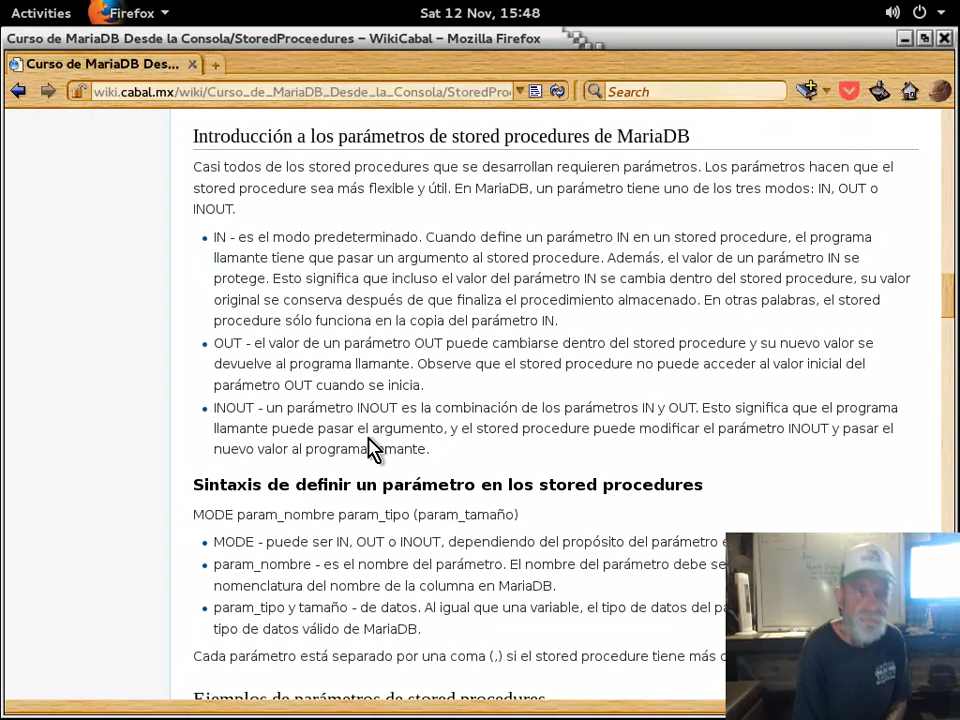 Activities Firefox Sat 12 Nov, 15:48
Curso de MariaDB Desde la Consola/StoredProceedures – WikiCabal – Mozilla Firefox
Curso de MariaDB Des...
wiki.cabal.mx/wiki/Curso_de_MariaDB_Desde_la_Consola/StoredPro Search
Introducción a los parámetros de stored procedures de MariaDB
Casi todos de los stored procedures que se desarrollan requieren parámetros. Los parámetros hacen que el
stored procedure sea más flexible y útil. En MariaDB, un parámetro tiene uno de los tres modos: IN, OUT o
INOUT.
• IN - es el modo predeterminado. Cuando define un parámetro IN en un stored procedure, el programa
llamante tiene que pasar un argumento al stored procedure. Además, el valor de un parámetro IN se
protege. Esto significa que incluso el valor del parámetro IN se cambia dentro del stored procedure, su valor
original se conserva después de que finaliza el procedimiento almacenado. En otras palabras, el stored
procedure sólo funciona en la copia del parámetro IN.
• OUT - el valor de un parámetro OUT puede cambiarse dentro del stored procedure y su nuevo valor se
devuelve al programa llamante. Observe que el stored procedure no puede acceder al valor inicial del
parámetro OUT cuando se inicia.
• INOUT - un parámetro INOUT es la combinación de los parámetros IN y OUT. Esto significa que el programa
llamante puede pasar el argumento, y el stored procedure puede modificar el parámetro INOUT y pasar el
nuevo valor al programa llamante.
Sintaxis de definir un parámetro en los stored procedures
MODE param_nombre param_tipo (param_tamaño)
• MODE - puede ser IN, OUT o INOUT, dependiendo del propósito del parámetro
• param_nombre - es el nombre del parámetro. El nombre del parámetro debe se
nomenclatura del nombre de la columna en MariaDB.
• param_tipo y tamaño - de datos. Al igual que una variable, el tipo de datos del pa
tipo de datos válido de MariaDB.
Cada parámetro está separado por una coma (,) si el stored procedure tiene más
Ejemplos de parámetros de stored procedures